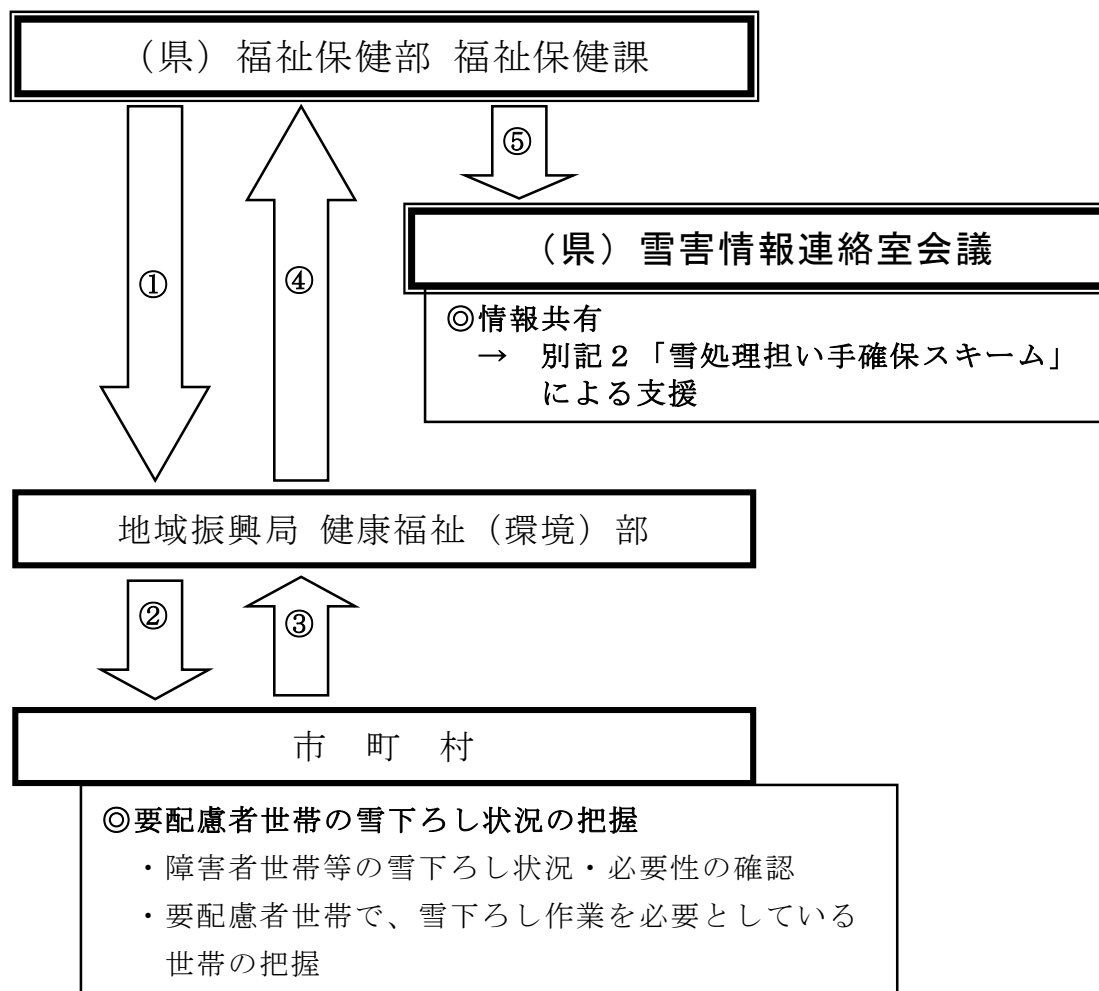 （県）福祉保健部 福祉保健課
⑤
（県）雪害情報連絡室会議
①
④
◎情報共有
→　別記２「雪処理担い手確保スキーム」
による支援
地域振興局 健康福祉（環境）部
②
③
市　町　村
◎要配慮者世帯の雪下ろし状況の把握
・障害者世帯等の雪下ろし状況・必要性の確認
・要配慮者世帯で、雪下ろし作業を必要としている
世帯の把握